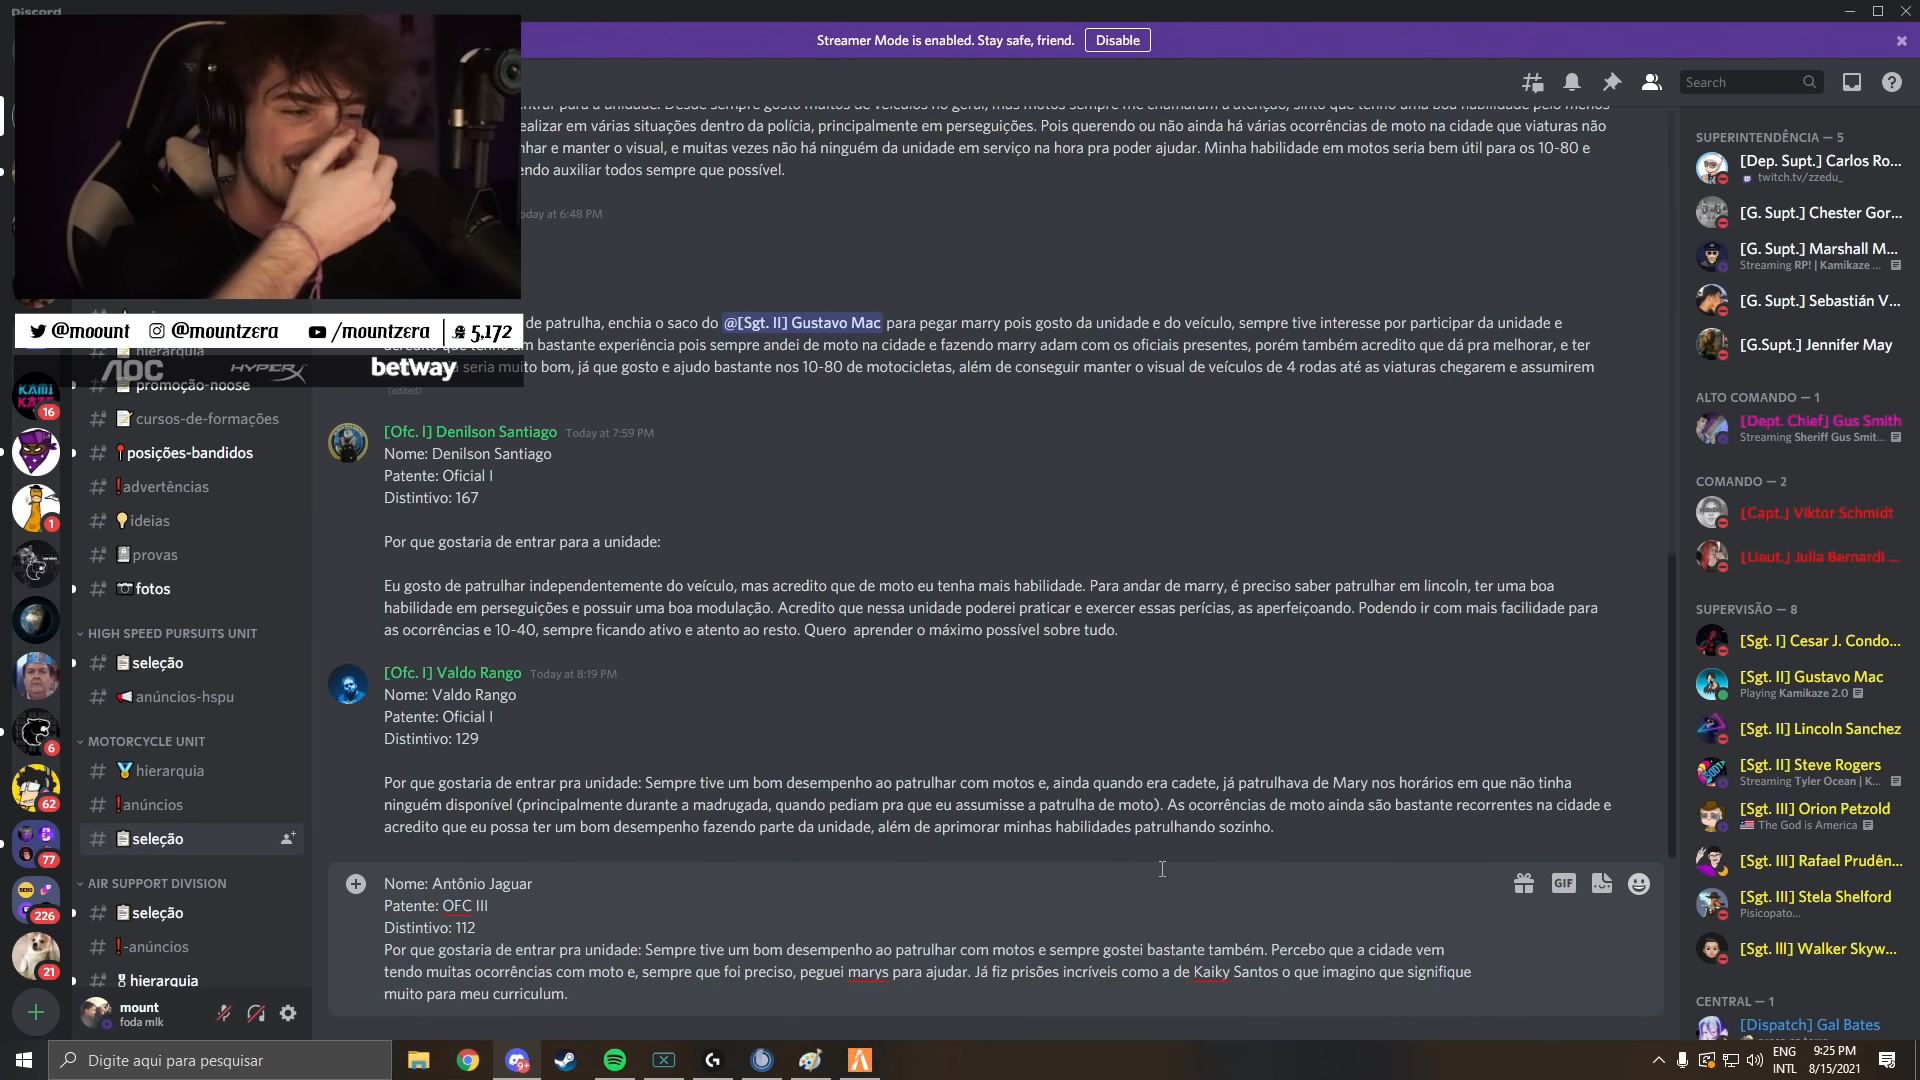 Discord
Streamer Mode is enabled. Stay safe, friend.
Disable
Search
ealizar em várias situações dentro da polícia, principalmente em perseguições. Pois querendo ou não ainda há várias ocorrências de moto na cidade que viaturas não
nhar e manter o visual, e muitas vezes não há ninguém da unidade em serviço na hora pra poder ajudar. Minha habilidade em motos seria bem útil para os 10-80 e
endo auxiliar todos sempre que possível.
oday at 6:48 PM
de patrulha, enchia o saco do @[Sgt. II] Gustavo Mac para pegar marry pois gosto da unidade e do veículo, sempre tive interesse por participar da unidade e
acredito que tenho um bastante experiência pois sempre andei de moto na cidade e fazendo marry adam com os oficiais presentes, porém também acredito que dá pra melhorar, e ter
seria muito bom, já que gosto e ajudo bastante nos 10-80 de motocicletas, além de conseguir manter o visual de veículos de 4 rodas até as viaturas chegarem e assumirem
(edited)
@moount @mountzera /mountzera 5,172
AOC HYPERX betway
hierarquia
promoção-noose
cursos-de-formações
posições-bandidos
advertências
ideias
provas
fotos
HIGH SPEED PURSUITS UNIT
seleção
anúncios-hspu
MOTORCYCLE UNIT
hierarquia
anúncios
seleção
AIR SUPPORT DIVISION
seleção
-anúncios
hierarquia
KAMI
KAZE
16
1
6
62
77
226
21
mount
foda mlk
[Ofc. I] Denilson Santiago Today at 7:59 PM
Nome: Denilson Santiago
Patente: Oficial I
Distintivo: 167
Por que gostaria de entrar para a unidade:
Eu gosto de patrulhar independentemente do veículo, mas acredito que de moto eu tenha mais habilidade. Para andar de marry, é preciso saber patrulhar em lincoln, ter uma boa
habilidade em perseguições e possuir uma boa modulação. Acredito que nessa unidade poderei praticar e exercer essas perícias, as aperfeiçoando. Podendo ir com mais facilidade para
as ocorrências e 10-40, sempre ficando ativo e atento ao resto. Quero aprender o máximo possível sobre tudo.
[Ofc. I] Valdo Rango Today at 8:19 PM
Nome: Valdo Rango
Patente: Oficial I
Distintivo: 129
Por que gostaria de entrar pra unidade: Sempre tive um bom desempenho ao patrulhar com motos e, ainda quando era cadete, já patrulhava de Mary nos horários em que não tinha
ninguém disponível (principalmente durante a madrugada, quando pediam pra que eu assumisse a patrulha de moto). As ocorrências de moto ainda são bastante recorrentes na cidade e
acredito que eu possa ter um bom desempenho fazendo parte da unidade, além de aprimorar minhas habilidades patrulhando sozinho.
Nome: Antônio Jaguar
Patente: OFC III
Distintivo: 112
Por que gostaria de entrar pra unidade: Sempre tive um bom desempenho ao patrulhar com motos e sempre gostei bastante também. Percebo que a cidade vem
tendo muitas ocorrências com moto e, sempre que foi preciso, peguei marys para ajudar. Já fiz prisões incríveis como a de Kaiky Santos o que imagino que signifique
muito para meu curriculum.
GIF
SUPERINTENDÊNCIA — 5
[Dep. Supt.] Carlos Ro...
twitch.tv/zzedu_
[G. Supt.] Chester Gor...
[G. Supt.] Marshall M...
Streaming RP! | Kamikaze ...
[G. Supt.] Sebastián V...
[G.Supt.] Jennifer May
ALTO COMANDO — 1
[Dept. Chief] Gus Smith
Streaming Sheriff Gus Smit...
COMANDO — 2
[Capt.] Viktor Schmidt
[Lieut.] Julia Bernardi ...
SUPERVISÃO — 8
[Sgt. I] Cesar J. Condo...
[Sgt. II] Gustavo Mac
Playing Kamikaze 2.0
[Sgt. II] Lincoln Sanchez
[Sgt. II] Steve Rogers
Streaming Tyler Ocean | K...
[Sgt. III] Orion Petzold
The God is America
[Sgt. III] Rafael Prudên...
[Sgt. III] Stela Shelford
Pisicopato...
[Sgt. lll] Walker Skyw...
CENTRAL — 1
[Dispatch] Gal Bates
Digite aqui para pesquisar
9+
ENG
INTL
9:25 PM
8/15/2021